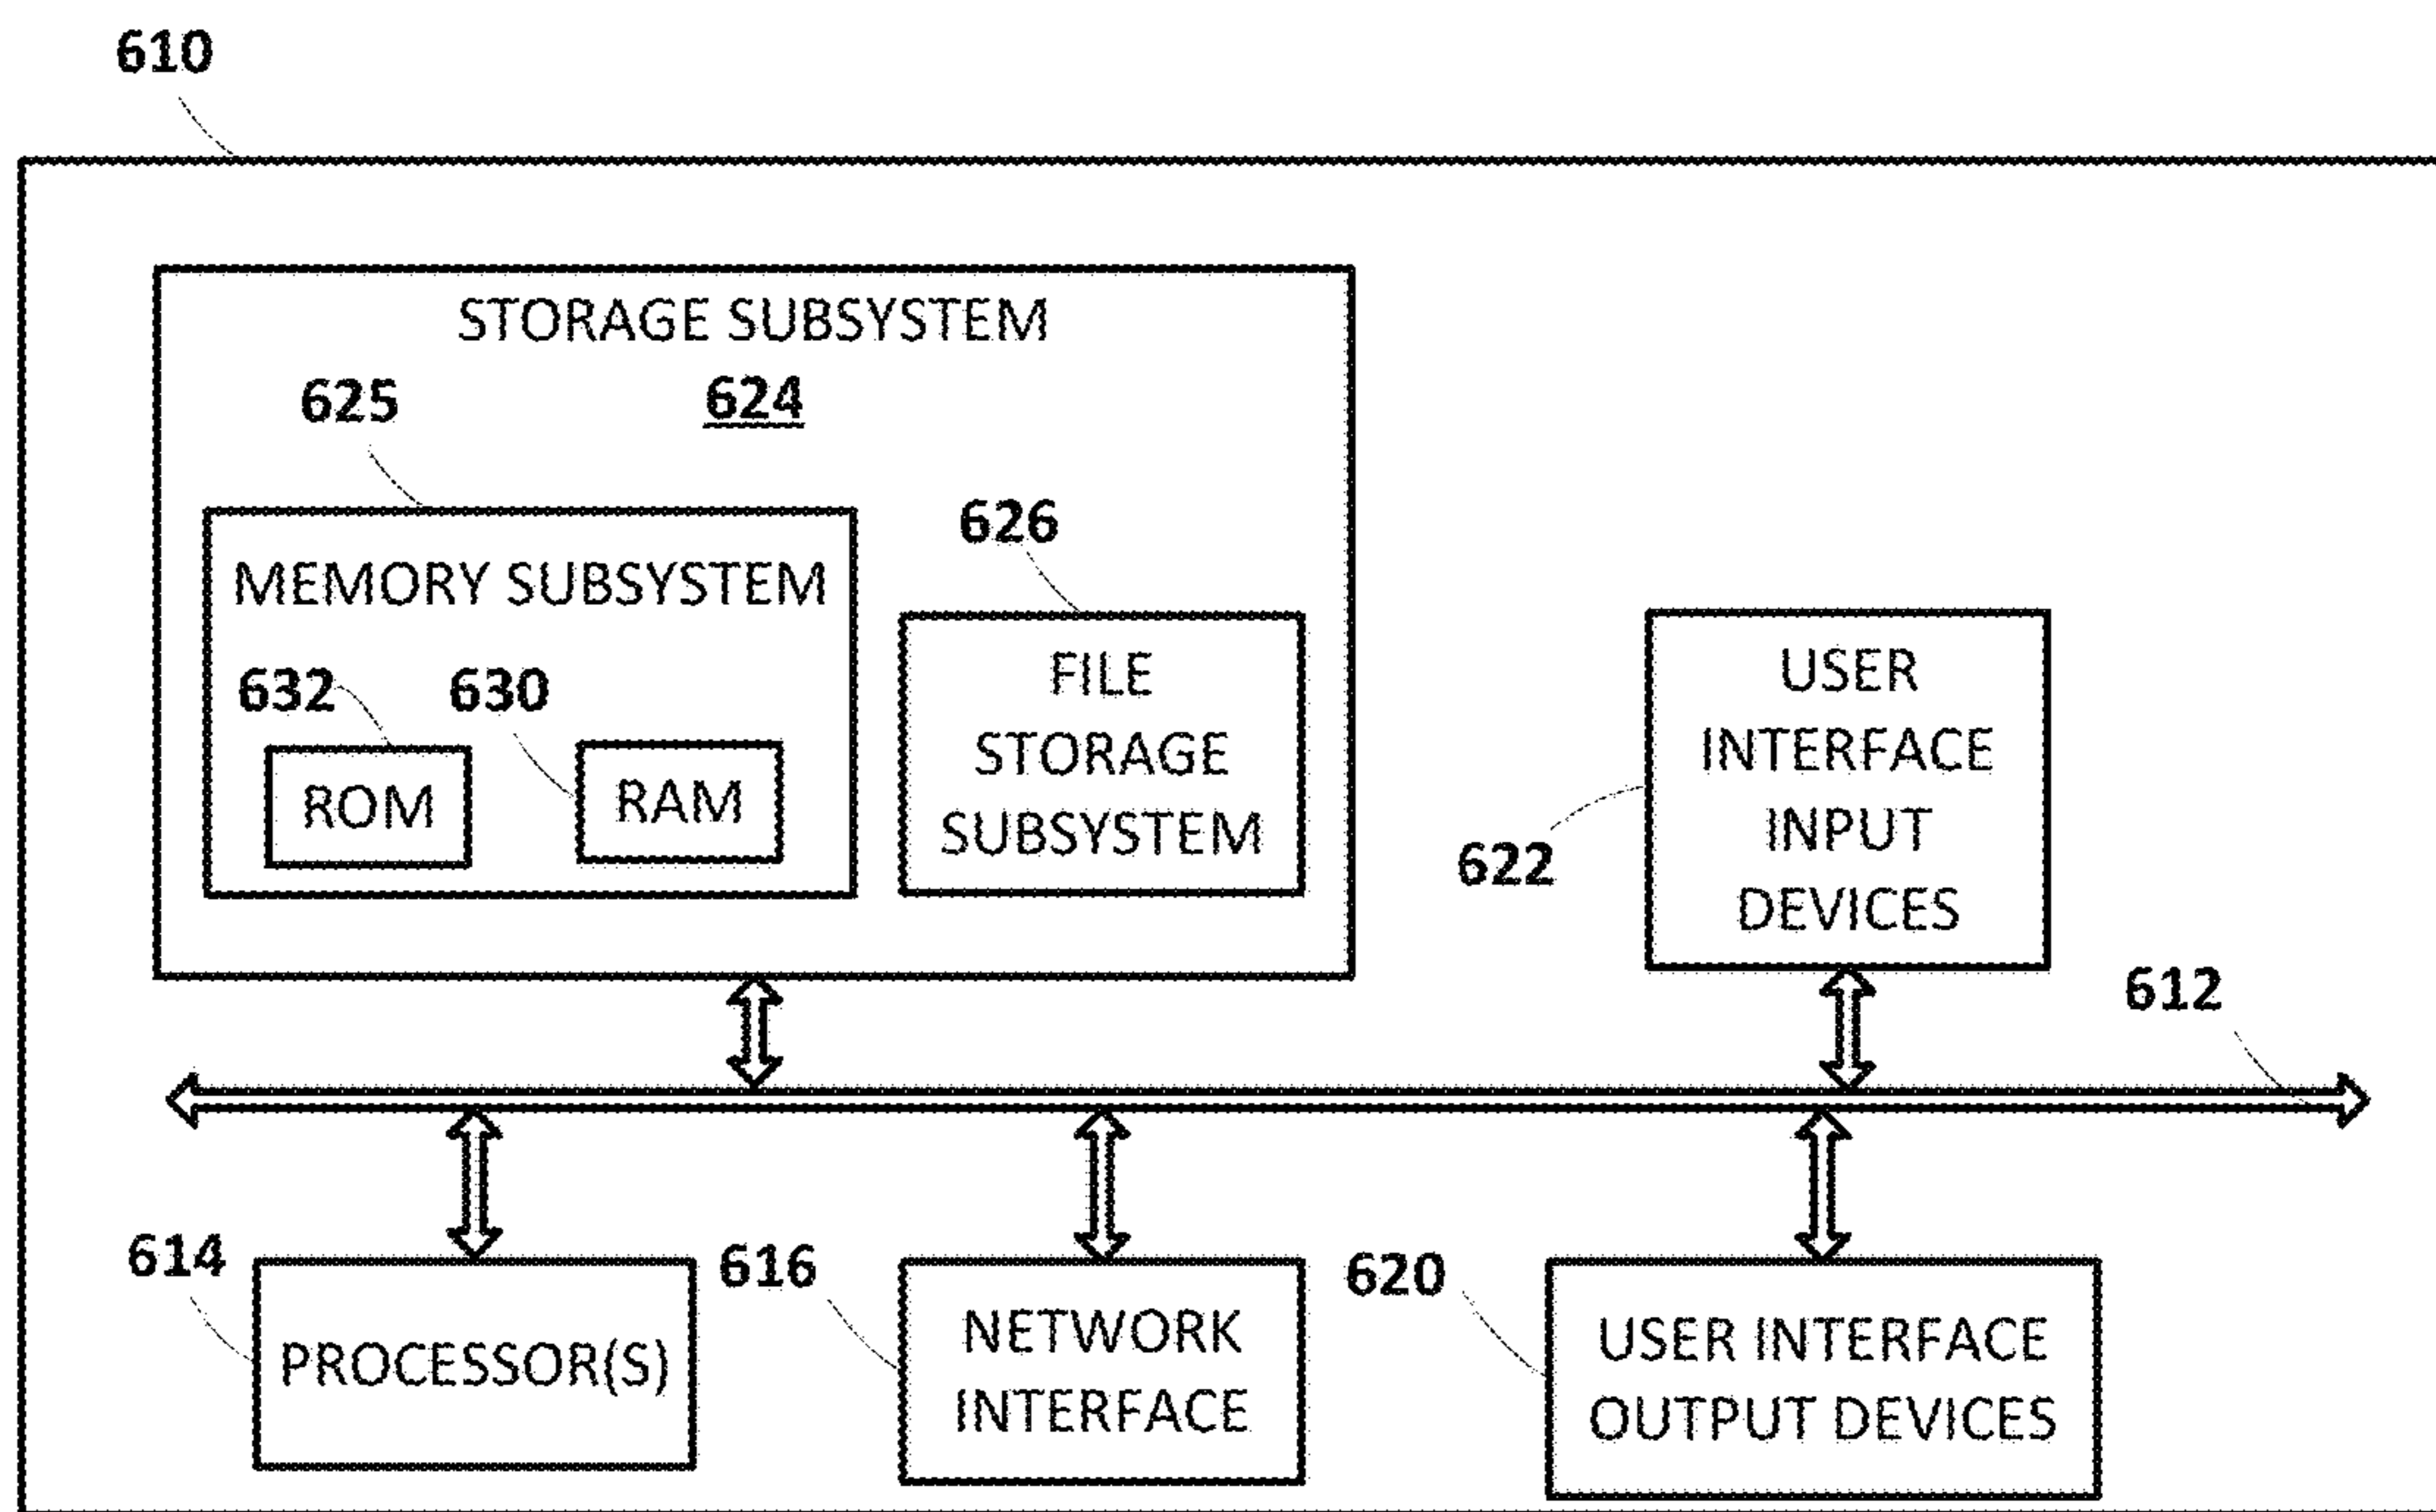 610
STORAGE SUBSYSTEM
624
625
MEMORY SUBSYSTEM
632
630
ROM
RAM
626
FILE
STORAGE
SUBSYSTEM
USER
INTERFACE
INPUT
DEVICES
622
612
614
PROCESSOR(S)
616
NETWORK
INTERFACE
620
USER INTERFACE
OUTPUT DEVICES